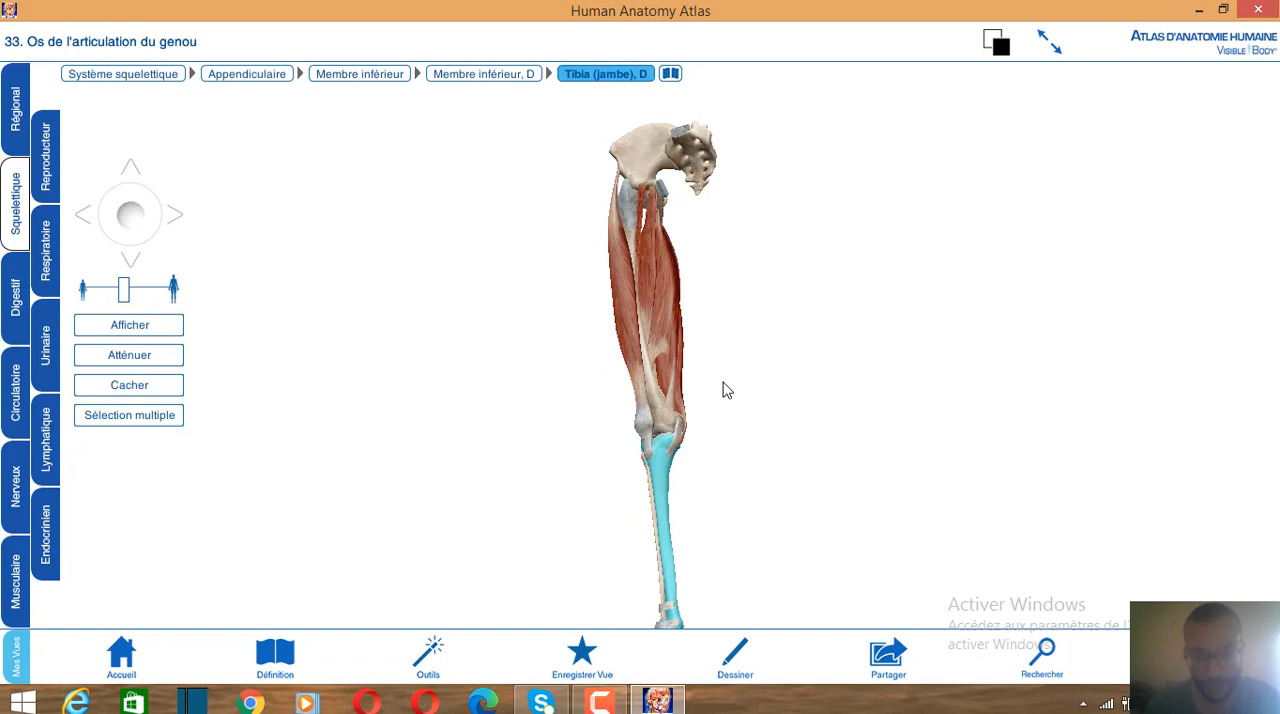 Human Anatomy Atlas
33. Os de l'articulation du genou
ATLAS D'ANATOMIE HUMAINE
VISIBLE BODY
Système squelettique
Appendiculaire
Membre inférieur
Membre inférieur, D
Tibia (jambe), D
Régional
Squelettique
Digestif
Circulatoire
Nerveux
Musculaire
Mes Vues
Reproducteur
Respiratoire
Urinaire
Lymphatique
Endocrinien
Afficher
Atténuer
Cacher
Sélection multiple
Activer Windows
Accédez aux paramètres de l'
activer Windows
Accueil
Définition
Outils
Enregistrer Vue
Dessiner
Partager
Rechercher